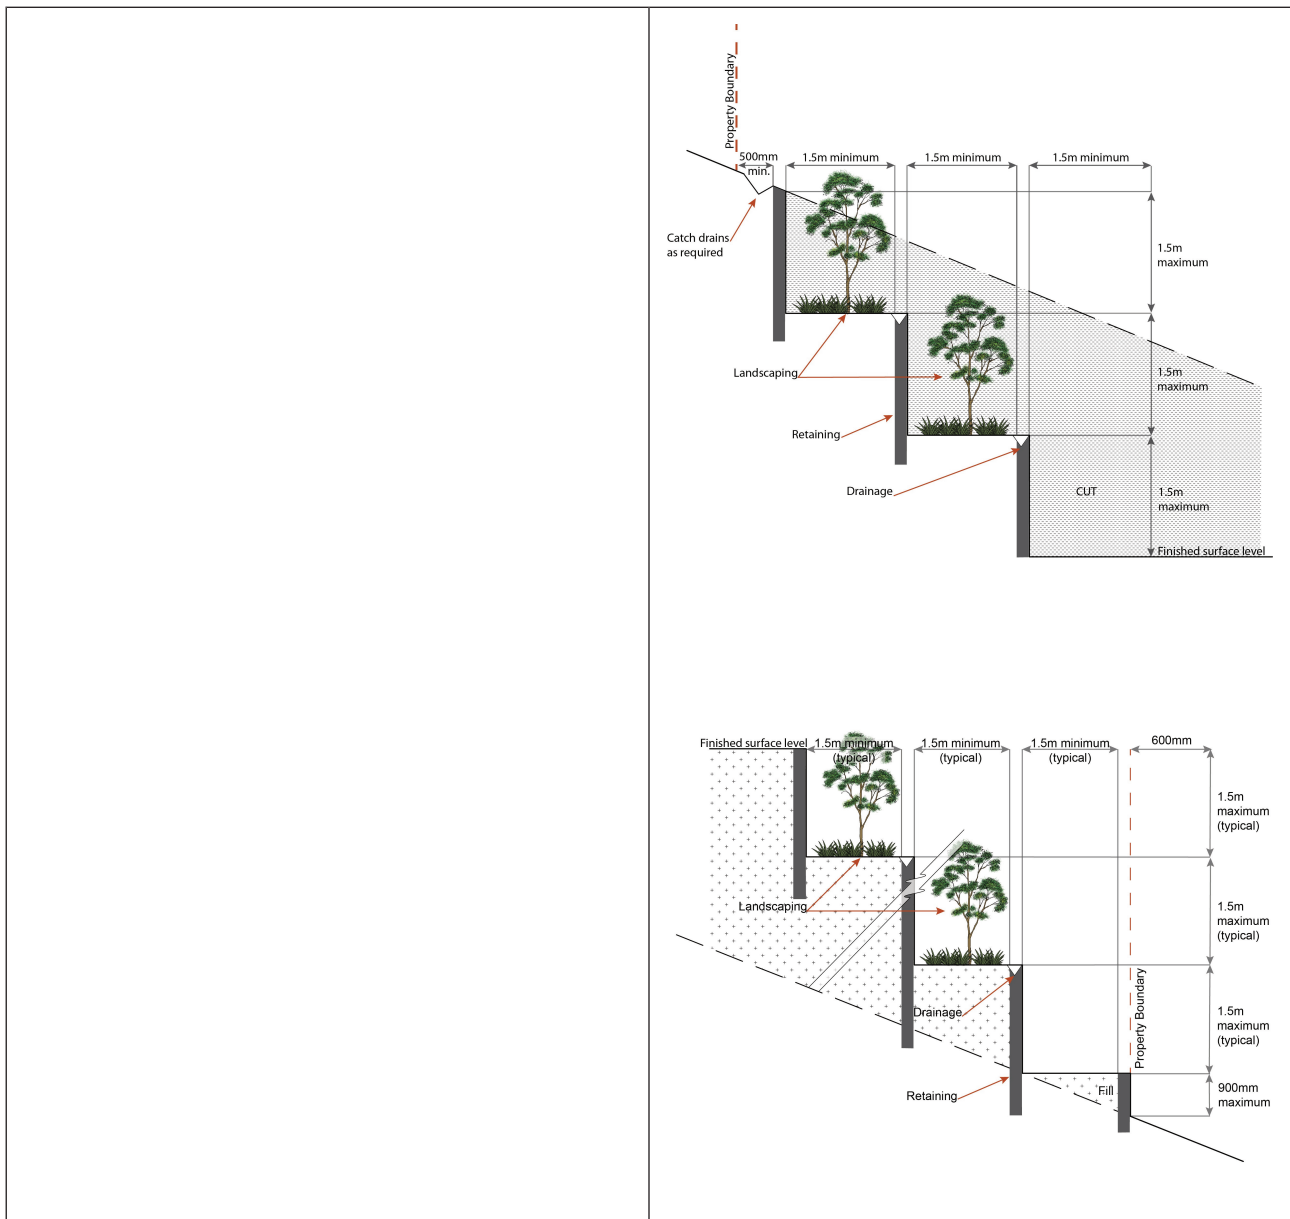 Property Boundary
500mm
min.
1.5m minimum
1.5m minimum
1.5m minimum
Catch drains
as required
1.5m
maximum
Landscaping
1.5m
maximum
Retaining
Drainage
CUT
1.5m
maximum
Finished surface level
Finished surface level
1.5m minimum
(typical)
1.5m minimum
(typical)
1.5m minimum
(typical)
600mm
1.5m
maximum
(typical)
Landscaping
1.5m
maximum
(typical)
Property Boundary
Drainage
1.5m
maximum
(typical)
Retaining
Fill
900mm
maximum